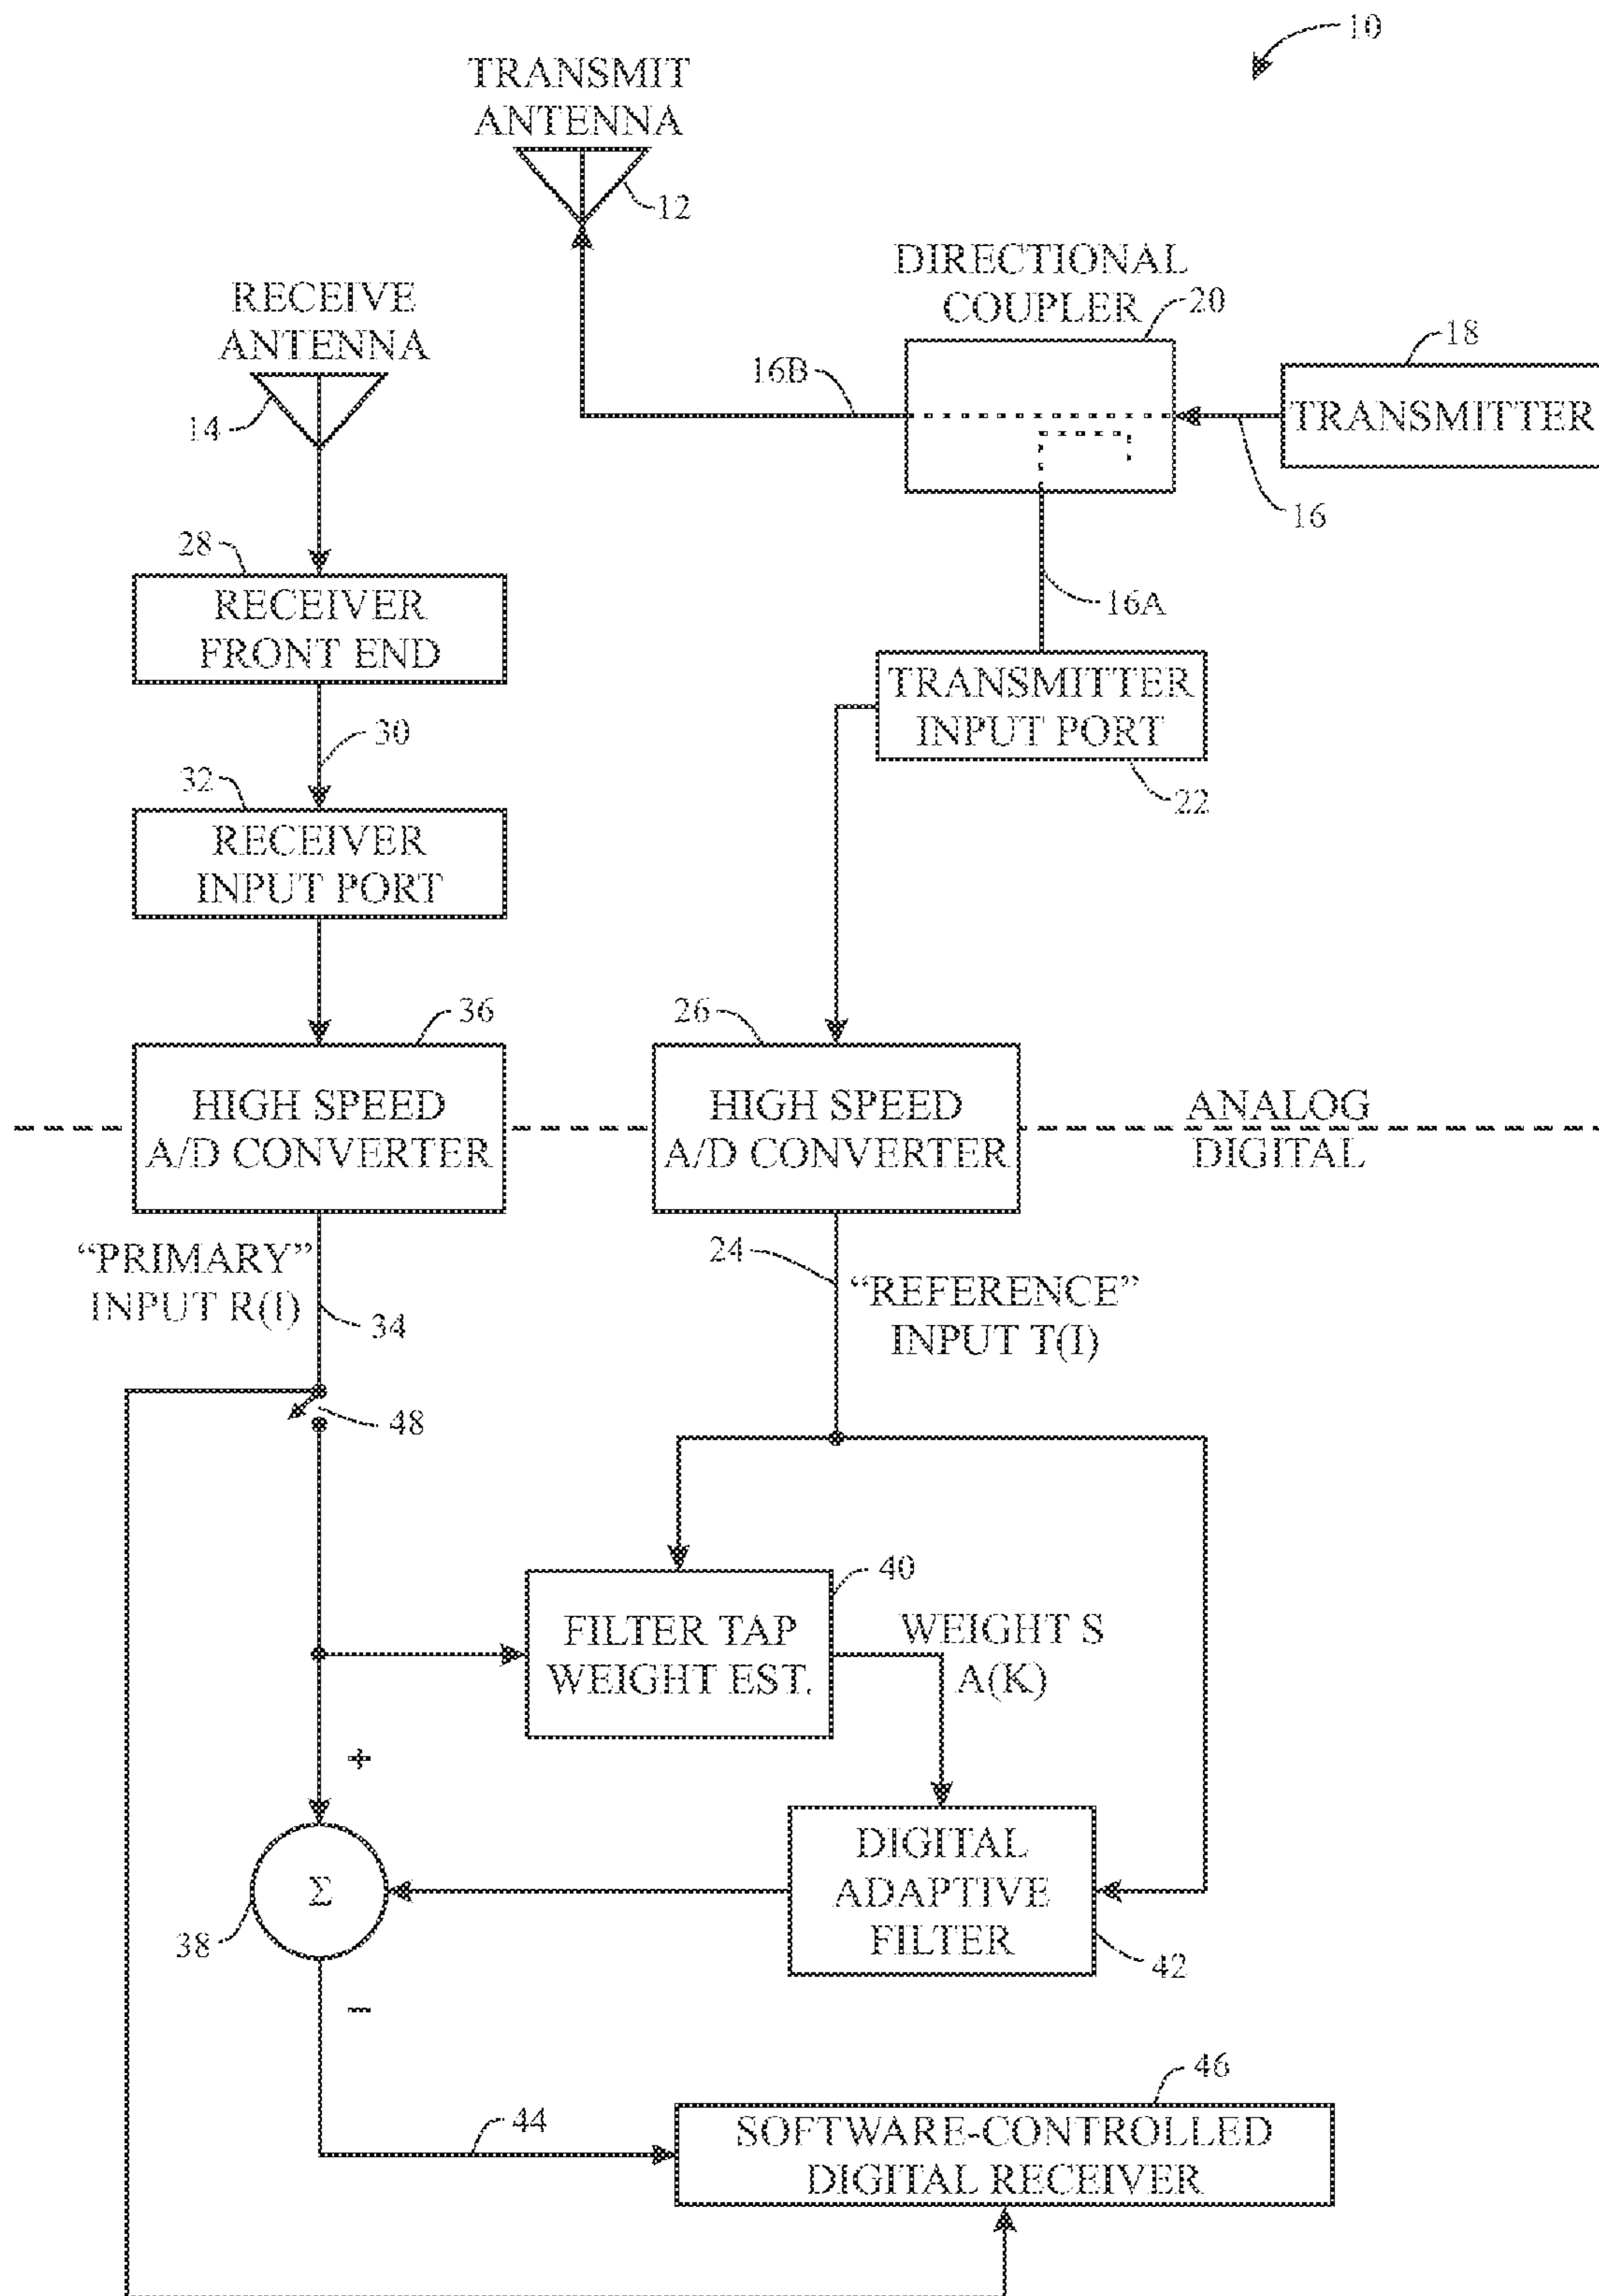 10
TRANSMIT
ANTENNA
12
DIRECTIONAL
COUPLER
20
RECEIVE
ANTENNA
18
16B
TRANSMITTER
14
16
28
16A
RECEIVER
FRONT END
TRANSMITTER
INPUT PORT
30
32
22
RECEIVER
INPUT PORT
36
26
HIGH SPEED
A/D CONVERTER
HIGH SPEED
A/D CONVERTER
ANALOG
DIGITAL
“PRIMARY”
INPUT R(I)
24
“REFERENCE”
INPUT T(I)
34
48
40
FILTER TAP
WEIGHT EST.
WEIGHT S
A(K)
+
DIGITAL
ADAPTIVE
FILTER
Σ
38
42
–
46
44
SOFTWARE-CONTROLLED
DIGITAL RECEIVER